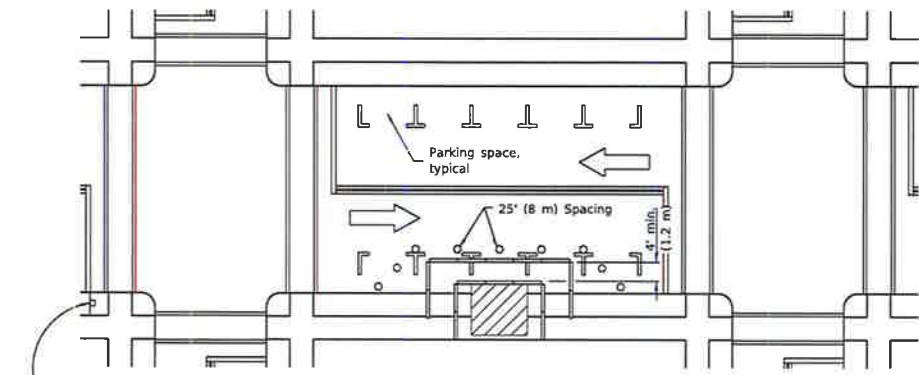 Parking space,
typical
25' (8 m) Spacing
4' min.
(1.2 m)